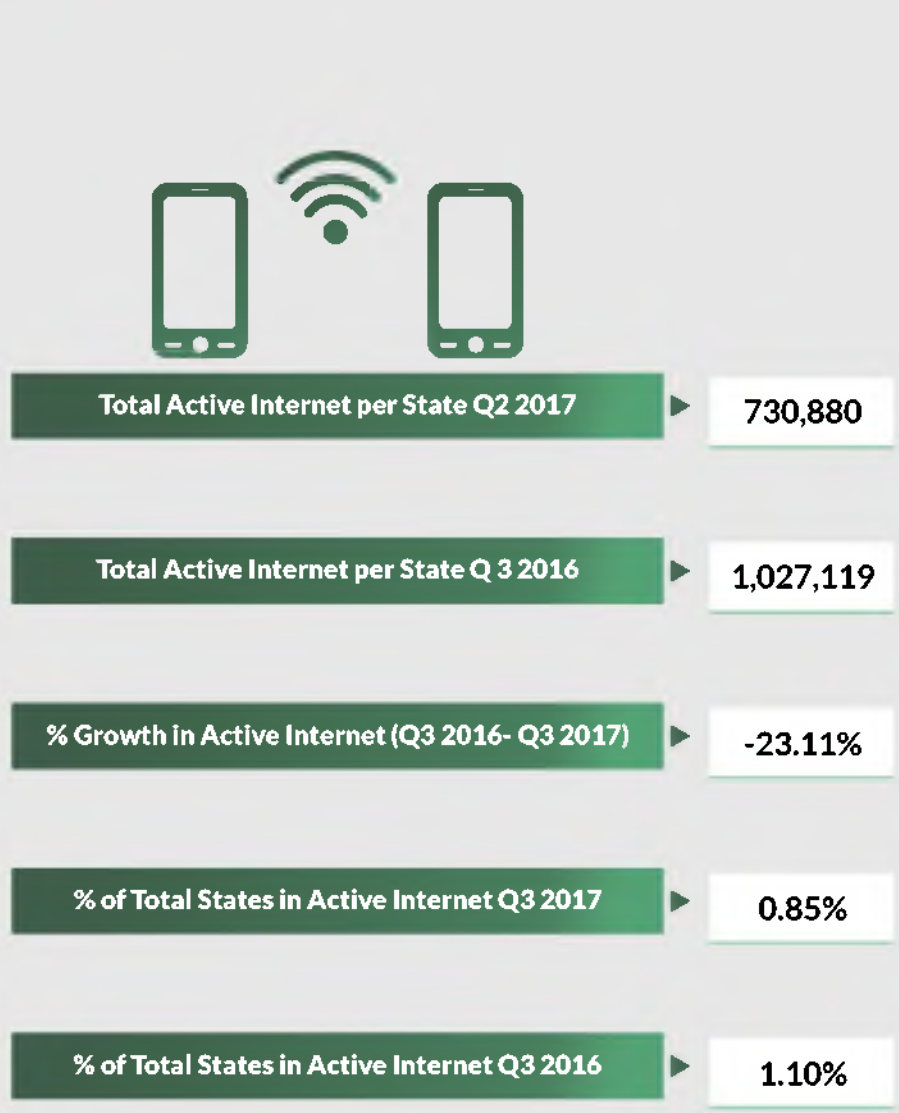 Total Active Internet per State Q2 2017
730,880
Total Active Internet per State Q 3 2016
1,027,119
% Growth in Active Internet (Q3 2016- Q3 2017)
-23.11%
% of Total States in Active Internet Q3 2017
0.85%
% of Total States in Active Internet Q3 2016
1.10%